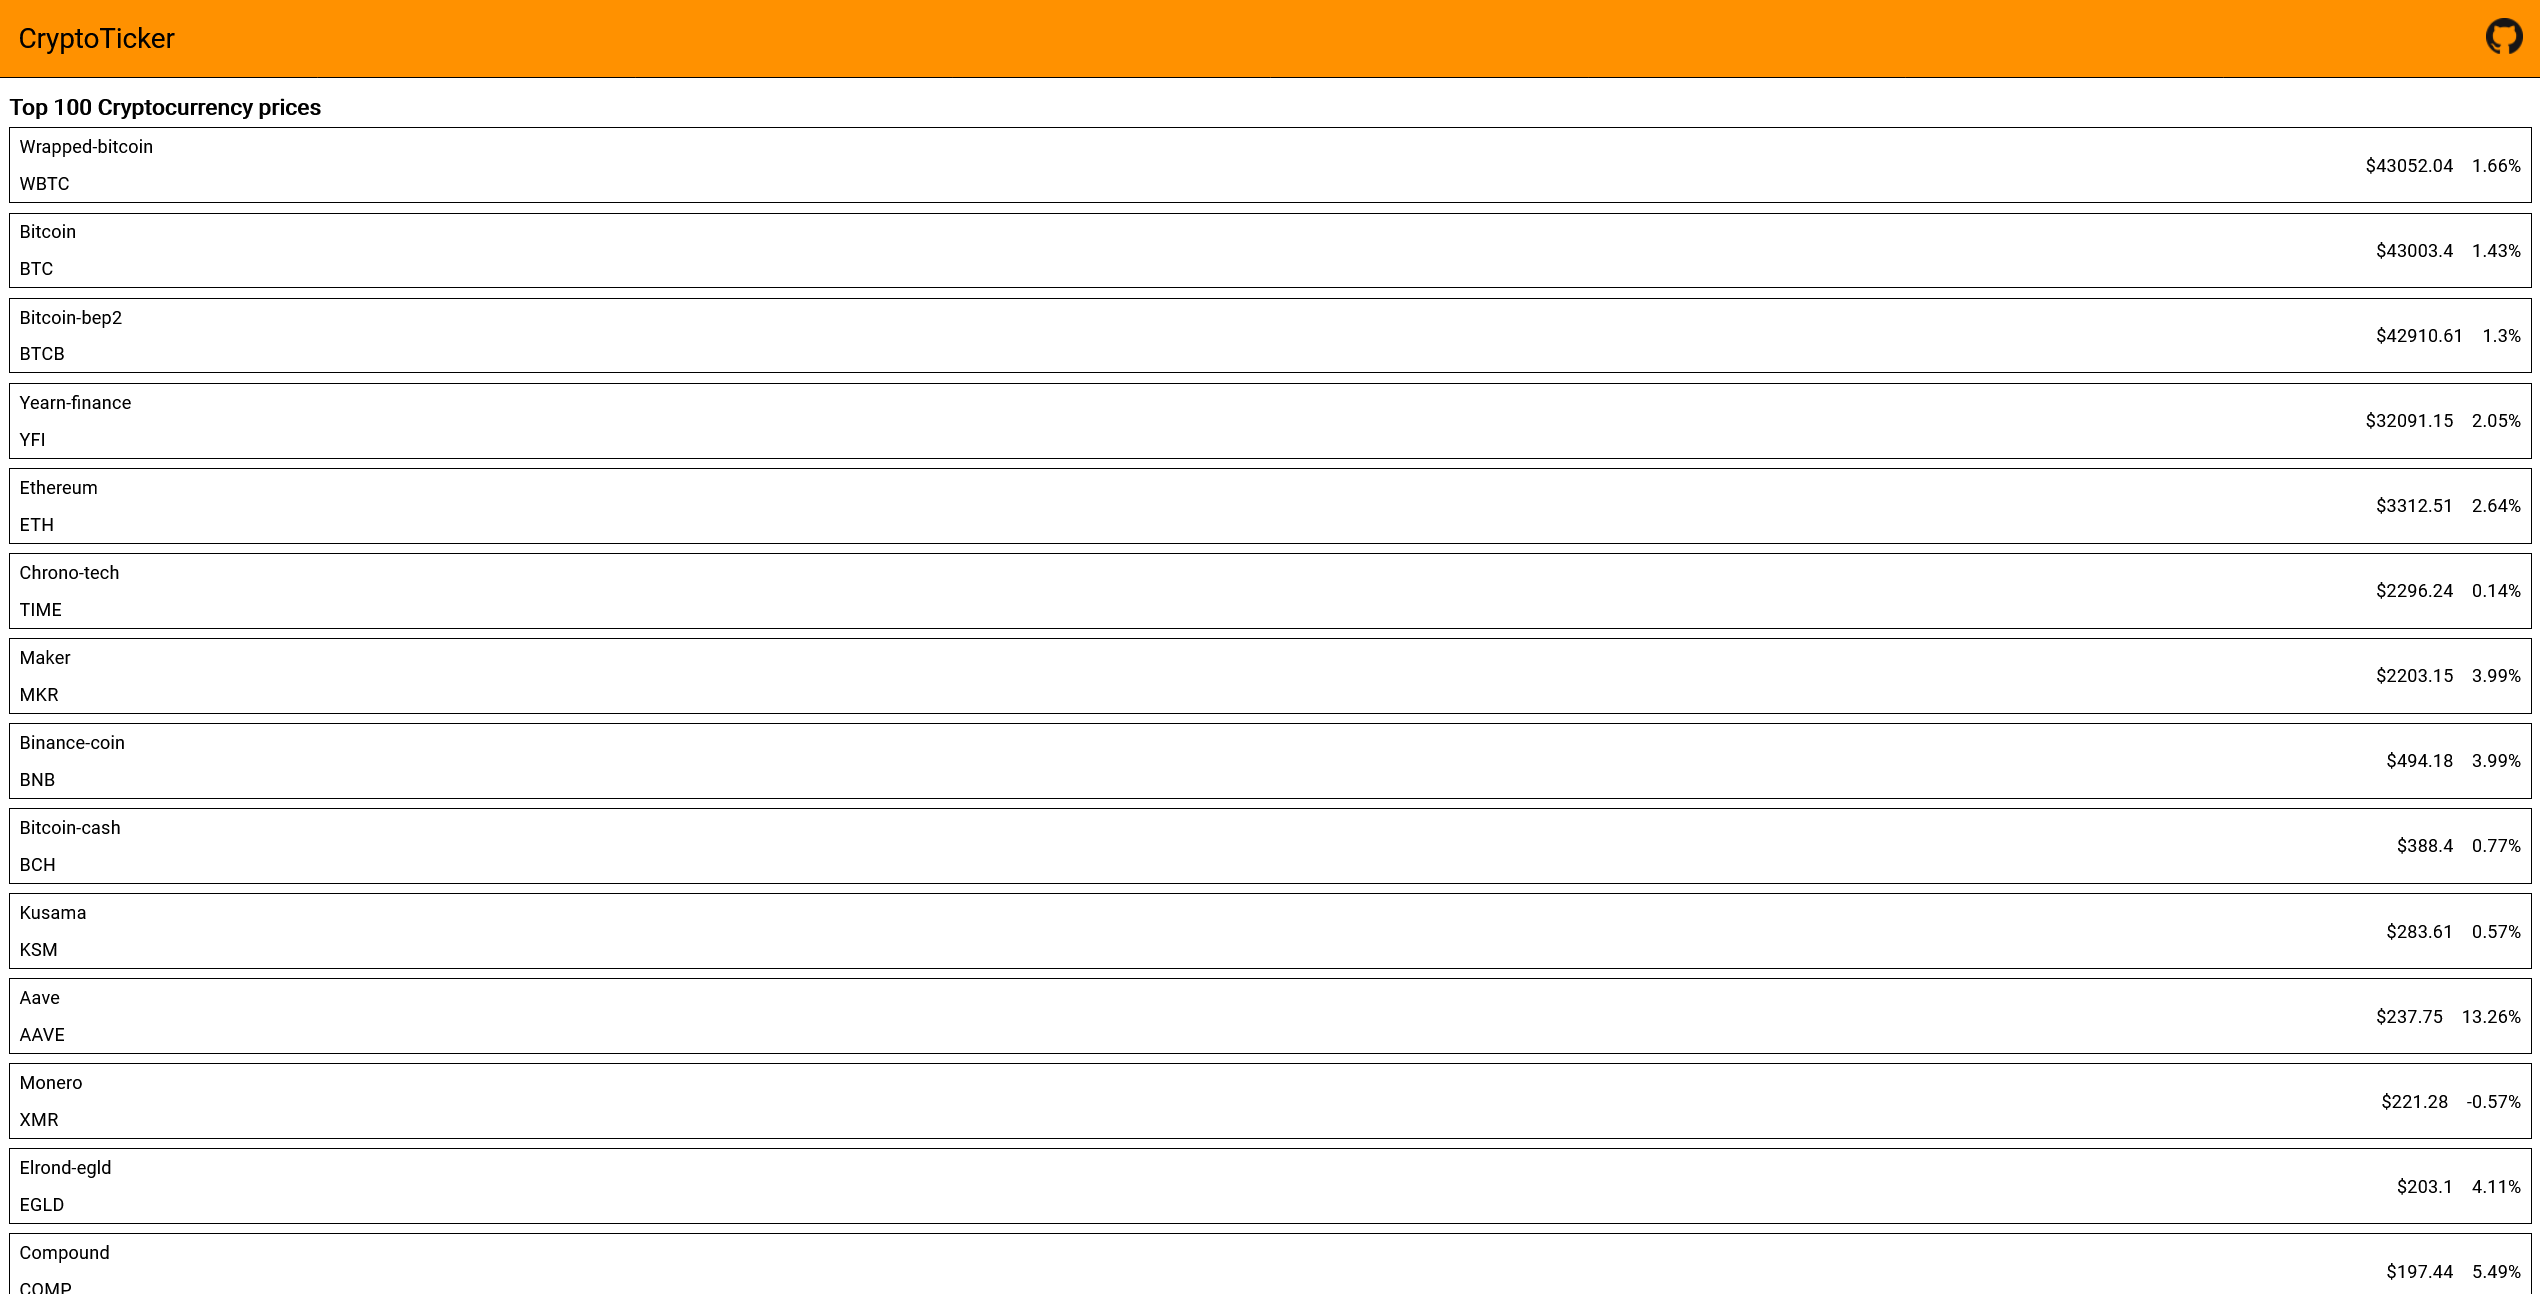 CryptoTicker
Top 100 Cryptocurrency prices
Wrapped-bitcoin
WBTC
$43052.04 1.66%
Bitcoin
BTC
$43003.4 1.43%
Bitcoin-bep2
BTCB
$42910.61 1.3%
Yearn-finance
YFI
$32091.15 2.05%
Ethereum
ETH
$3312.51 2.64%
Chrono-tech
TIME
$2296.24 0.14%
Maker
MKR
$2203.15 3.99%
Binance-coin
BNB
$494.18 3.99%
Bitcoin-cash
BCH
$388.4 0.77%
Kusama
KSM
$283.61 0.57%
Aave
AAVE
$237.75 13.26%
Monero
XMR
$221.28 -0.57%
Elrond-egld
EGLD
$203.1 4.11%
Compound
COMP
$197.44 5.49%